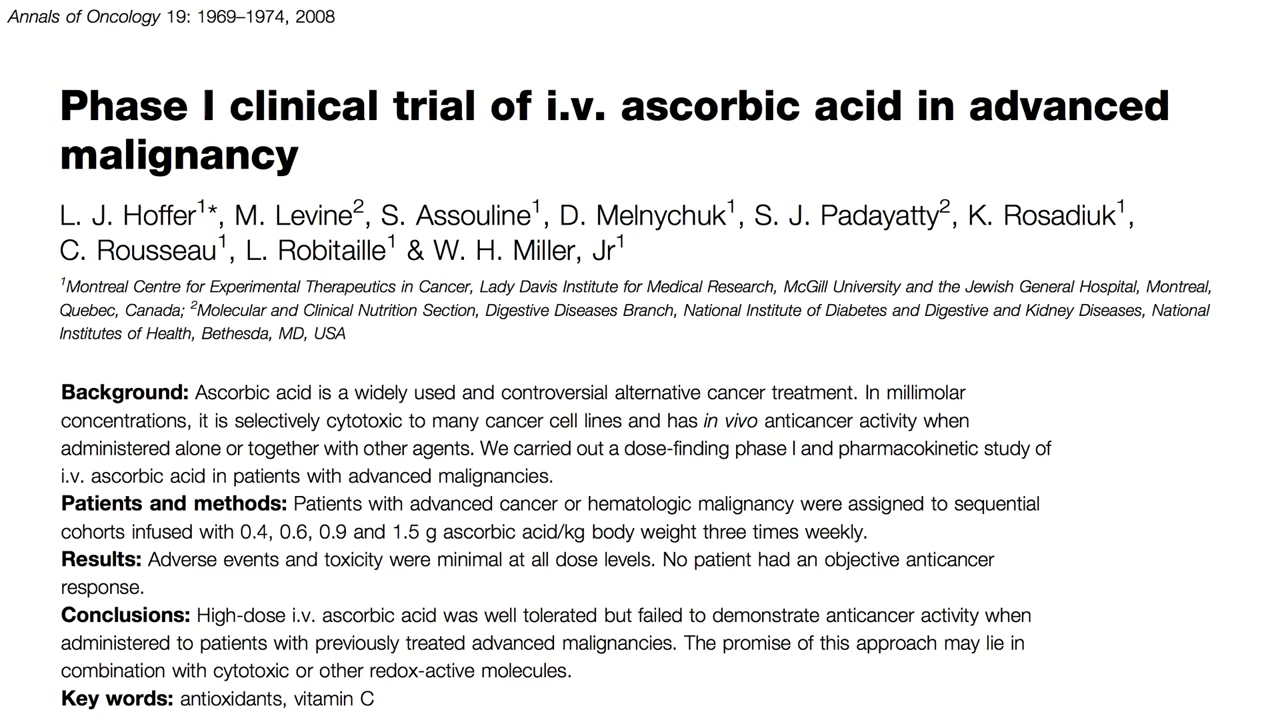 Annals of Oncology 19: 1969–1974, 2008
Phase I clinical trial of i.v. ascorbic acid in advanced
malignancy
L. J. Hoffer1*, M. Levine2, S. Assouline1, D. Melnychuk1, S. J. Padayatty2, K. Rosadiuk1,
C. Rousseau1, L. Robitaille1 & W. H. Miller, Jr1
1Montreal Centre for Experimental Therapeutics in Cancer, Lady Davis Institute for Medical Research, McGill University and the Jewish General Hospital, Montreal,
Quebec, Canada; 2Molecular and Clinical Nutrition Section, Digestive Diseases Branch, National Institute of Diabetes and Digestive and Kidney Diseases, National
Institutes of Health, Bethesda, MD, USA
Background: Ascorbic acid is a widely used and controversial alternative cancer treatment. In millimolar
concentrations, it is selectively cytotoxic to many cancer cell lines and has in vivo anticancer activity when
administered alone or together with other agents. We carried out a dose-finding phase I and pharmacokinetic study of
i.v. ascorbic acid in patients with advanced malignancies.
Patients and methods: Patients with advanced cancer or hematologic malignancy were assigned to sequential
cohorts infused with 0.4, 0.6, 0.9 and 1.5 g ascorbic acid/kg body weight three times weekly.
Results: Adverse events and toxicity were minimal at all dose levels. No patient had an objective anticancer
response.
Conclusions: High-dose i.v. ascorbic acid was well tolerated but failed to demonstrate anticancer activity when
administered to patients with previously treated advanced malignancies. The promise of this approach may lie in
combination with cytotoxic or other redox-active molecules.
Key words: antioxidants, vitamin C